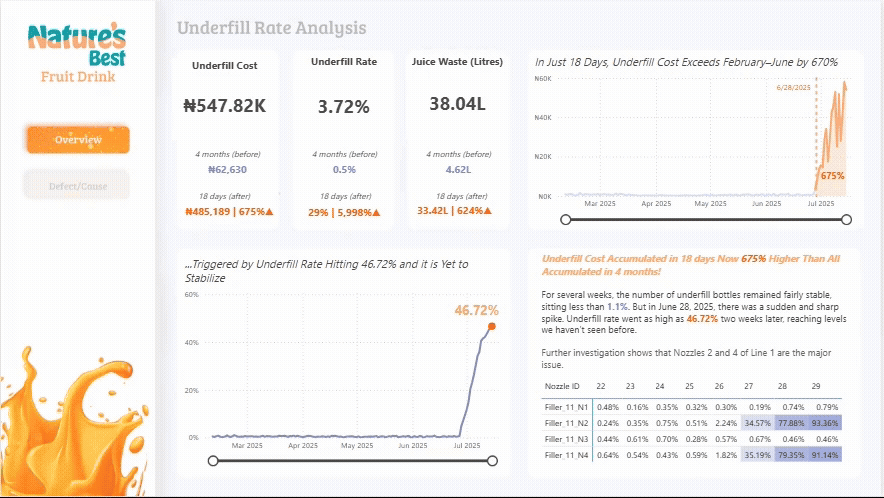 Nature's
Best
Fruit Drink
Overview
Defect/Cause
Underfill Rate Analysis
Underfill Cost
₦547.82K
4 months (before)
₦62,630
18 days (after)
₦485,189 | 675%▲
Underfill Rate
3.72%
4 months (before)
0.5%
18 days (after)
29% | 5,998%▲
Juice Waste (Litres)
38.04L
4 months (before)
4.62L
18 days (after)
33.42L | 624%▲
In Just 18 Days, Underfill Cost Exceeds February–June by 670%
₦60K
₦40K
₦20K
₦0K
6/28/2025
675%
Mar 2025 Apr 2025 May 2025 Jun 2025 Jul 2025
...Triggered by Underfill Rate Hitting 46.72% and it is Yet to
Stabilize
60%
40%
20%
0%
46.72%
Mar 2025 Apr 2025 May 2025 Jun 2025 Jul 2025
Underfill Cost Accumulated in 18 days Now 675% Higher Than All
Accumulated in 4 months!
For several weeks, the number of underfill bottles remained fairly stable,
sitting less than 1.1%. But in June 28, 2025, there was a sudden and sharp
spike. Underfill rate went as high as 46.72% two weeks later, reaching levels
we haven't seen before.
Further investigation shows that Nozzles 2 and 4 of Line 1 are the major
issue.
Nozzle ID 22 23 24 25 26 27 28 29
Filler_11_N1 0.48% 0.16% 0.35% 0.32% 0.30% 0.19% 0.74% 0.79%
Filler_11_N2 0.24% 0.35% 0.75% 0.51% 2.24% 34.57% 77.88% 93.36%
Filler_11_N3 0.44% 0.61% 0.70% 0.28% 0.57% 0.67% 0.46% 0.46%
Filler_11_N4 0.64% 0.54% 0.43% 0.59% 1.82% 35.19% 79.35% 91.14%